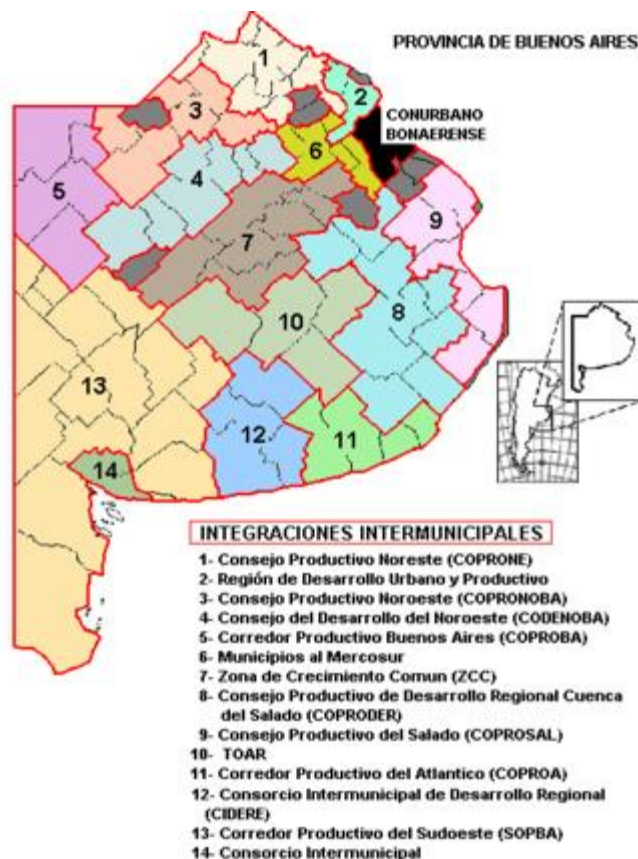 PROVINCIA DE BUENOS AIRES
1
2
CONURBANO
BONAERENSE
3
6
4
5
9
7
8
10
13
12
11
14
INTEGRACIONES INTERMUNICIPALES
1- Consejo Productivo Noreste (COPRONE)
2- Región de Desarrollo Urbano y Productivo
3- Consejo Productivo Noroeste (COPRONOBA)
4- Consejo del Desarrollo del Noroeste (CODENOBA)
5- Corredor Productivo Buenos Aires (COPROBA)
6- Municipios al Mercosur
7- Zona de Crecimiento Comun (ZCC)
8- Consejo Productivo de Desarrollo Regional Cuenca
del Salado (COPRODER)
9- Consejo Productivo del Salado (COPROSAL)
10- TOAR
11- Corredor Productivo del Atlantico (COPROA)
12- Consorcio Intermunicipal de Desarrollo Regional
(CIDERE)
13- Corredor Productivo del Sudoeste (SOPBA)
14- Consorcio Intermunicipal